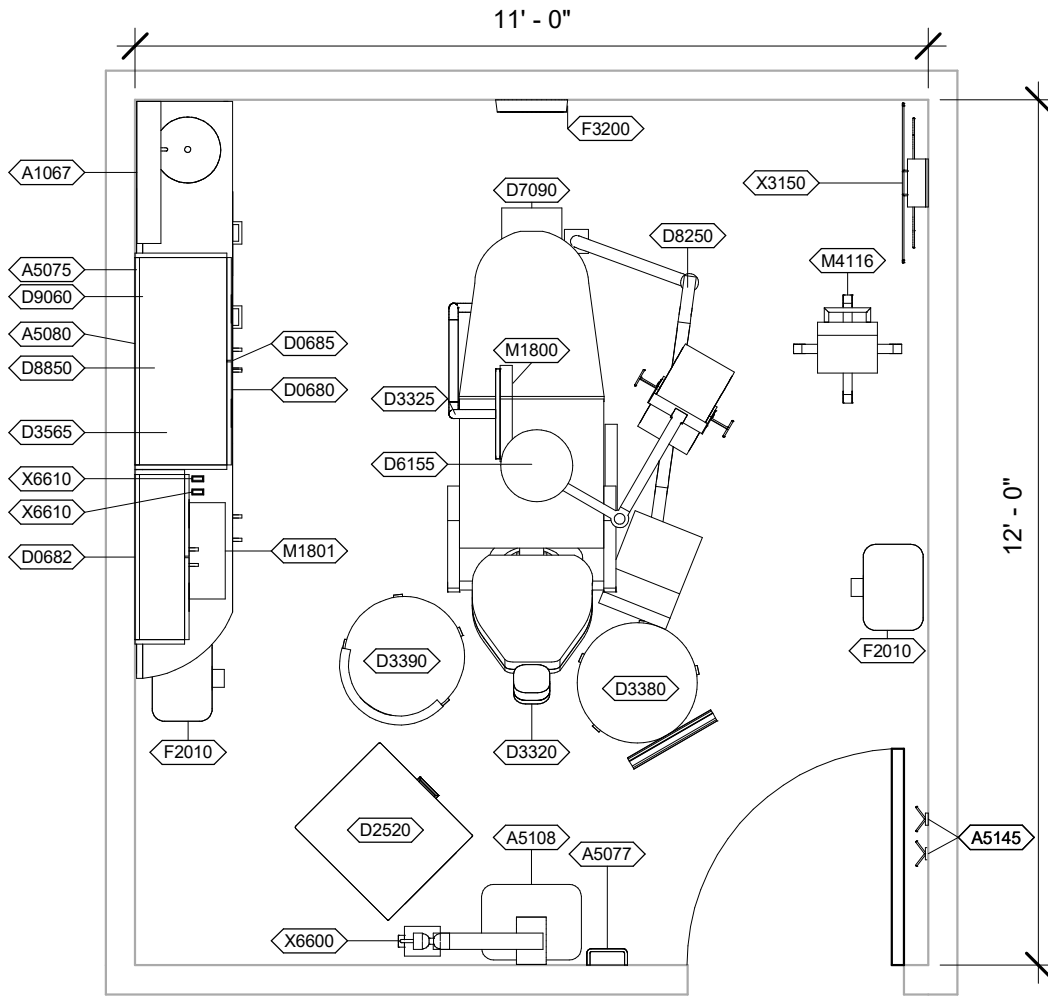 11' - 0"
F3200
A1067
X3150
D7090
D8250
M4116
A5075
D9060
A5080
D0685
M1800
D8850
D0680
D3325
D3565
D6155
X6610
X6610
12' - 0"
D0682
M1801
F2010
D3390
D3380
F2010
D3320
D2520
A5108
A5145
A5077
X6600